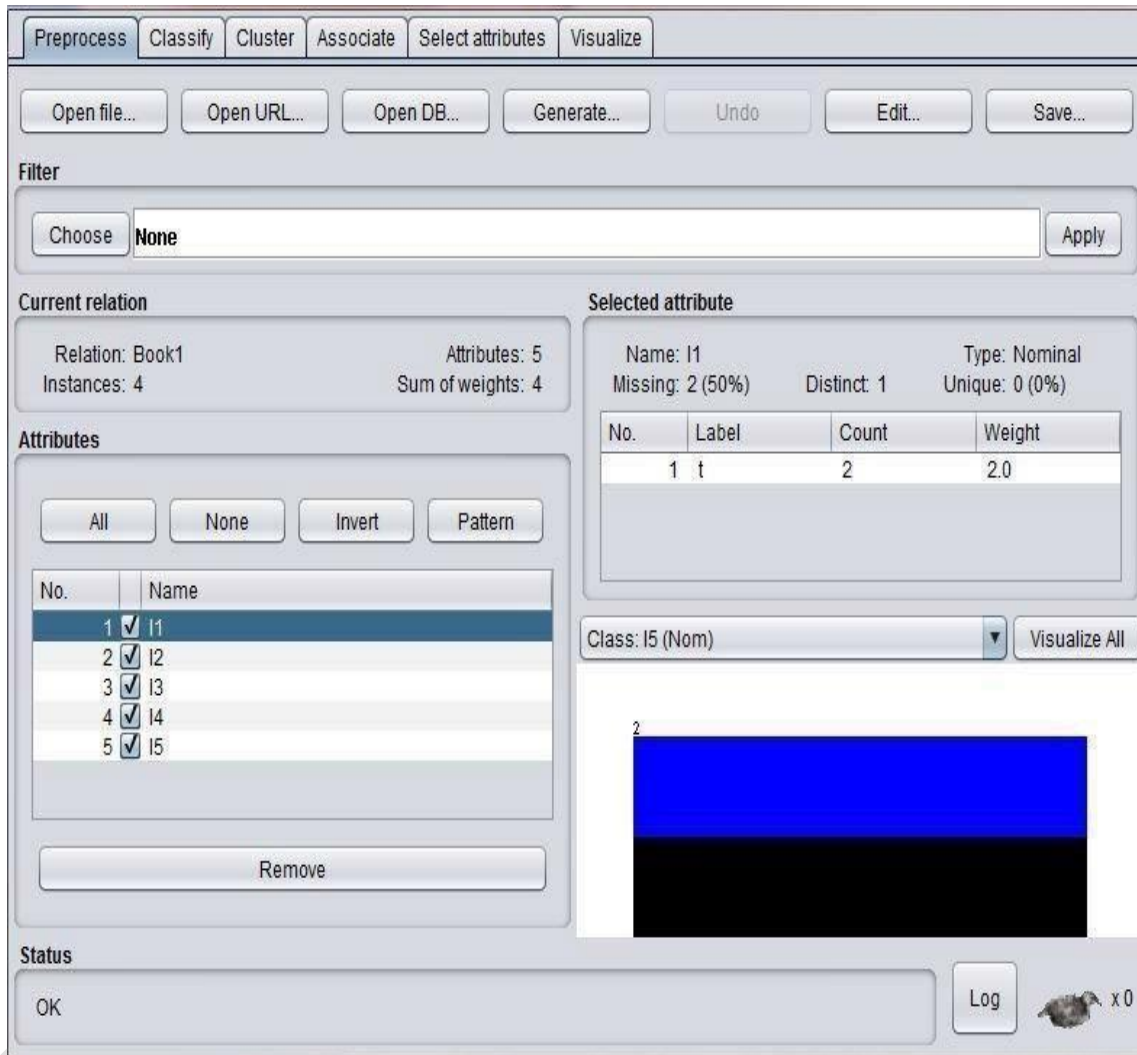 Preprocess Classify Cluster Associate Select attributes Visualize
Open file... Open URL... Open DB... Generate... Undo Edit... Save...
Filter
Choose None Apply
Current relation
Relation: Book1 Attributes: 5
Instances: 4 Sum of weights: 4
Selected attribute
Name: I1 Type: Nominal
Missing: 2 (50%) Distinct: 1 Unique: 0 (0%)
No. Label Count Weight
1 t 2 2.0
Attributes
All None Invert Pattern
No. Name
1 I1
2 I2
3 I3
4 I4
5 I5
Remove
Class: I5 (Nom) Visualize All
2
Status
OK
Log x 0